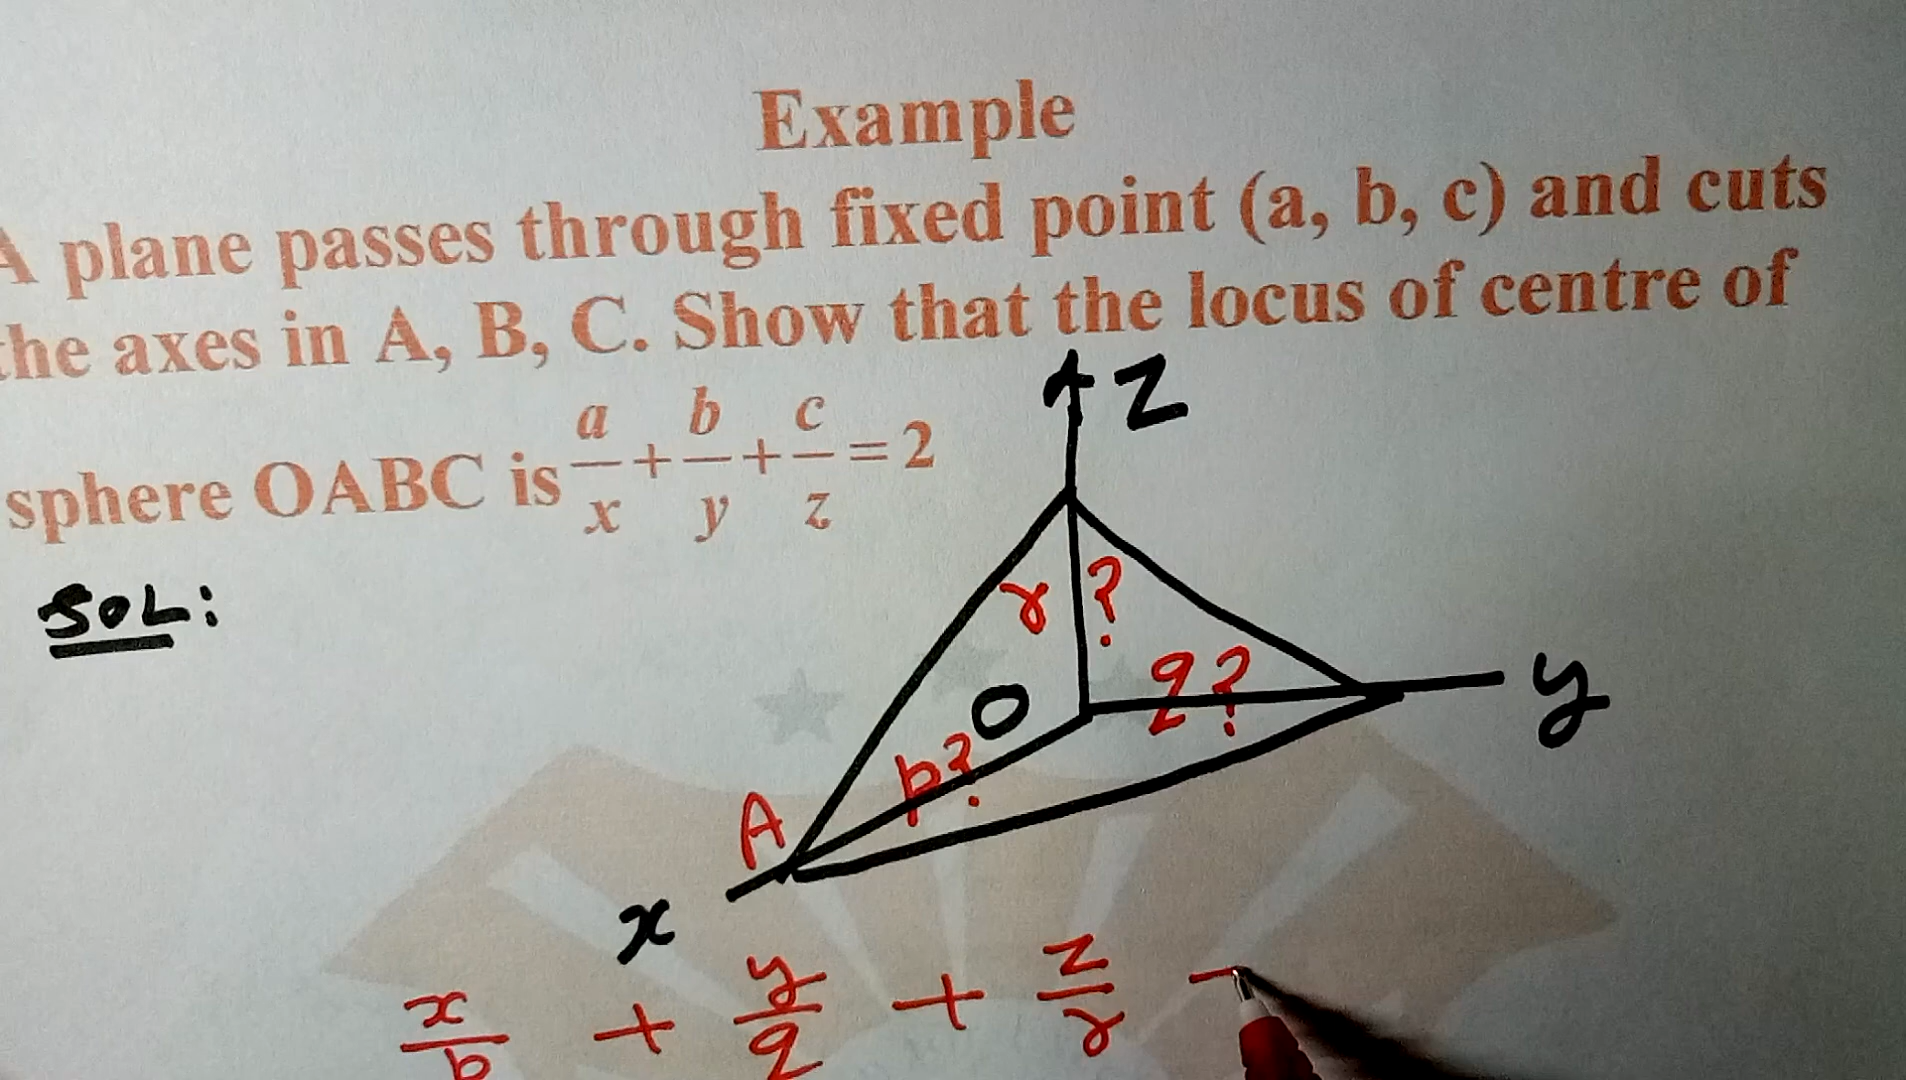 Example
A plane passes through fixed point (a, b, c) and cuts
the axes in A, B, C. Show that the locus of centre of
sphere OABC is a/x + b/y + c/z = 2
SOL:
Z
r ?
q ?
y
O
p ?
A
x
x/p + y/q + z/r -